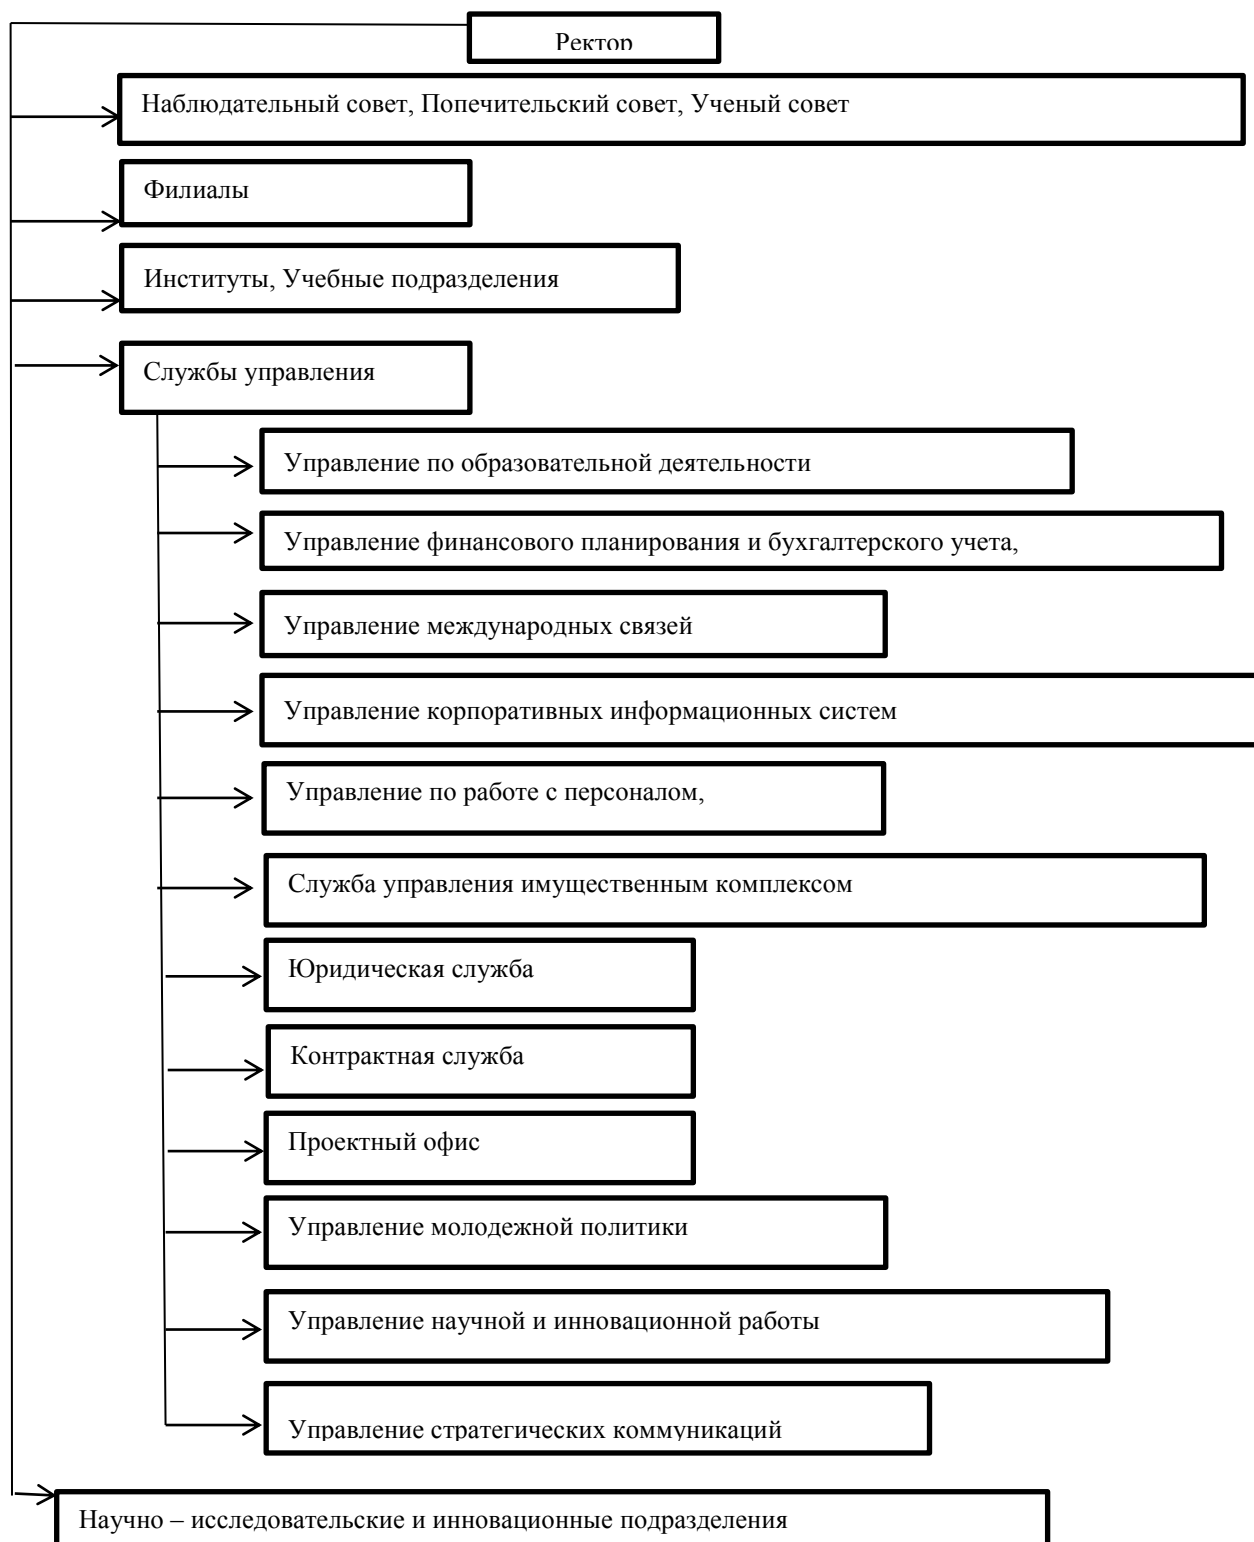 Ректор
Наблюдательный совет, Попечительский совет, Ученый совет
Филиалы
Институты, Учебные подразделения
Службы управления
Управление по образовательной деятельности
Управление финансового планирования и бухгалтерского учета,
Управление международных связей
Управление корпоративных информационных систем
Управление по работе с персоналом,
Служба управления имущественным комплексом
Юридическая служба
Контрактная служба
Проектный офис
Управление молодежной политики
Управление научной и инновационной работы
Управление стратегических коммуникаций
Научно – исследовательские и инновационные подразделения